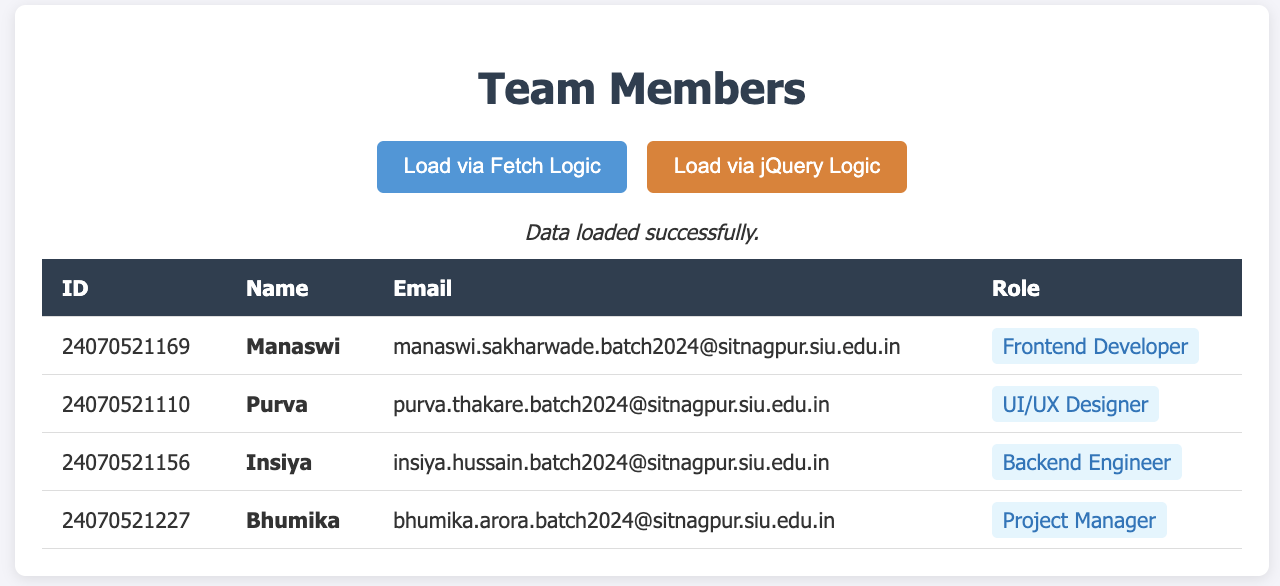 Team Members
Load via Fetch Logic Load via jQuery Logic
Data loaded successfully.
ID Name Email Role
24070521169 Manaswi manaswi.sakharwade.batch2024@sitnagpur.siu.edu.in Frontend Developer
24070521110 Purva purva.thakare.batch2024@sitnagpur.siu.edu.in UI/UX Designer
24070521156 Insiya insiya.hussain.batch2024@sitnagpur.siu.edu.in Backend Engineer
24070521227 Bhumika bhumika.arora.batch2024@sitnagpur.siu.edu.in Project Manager